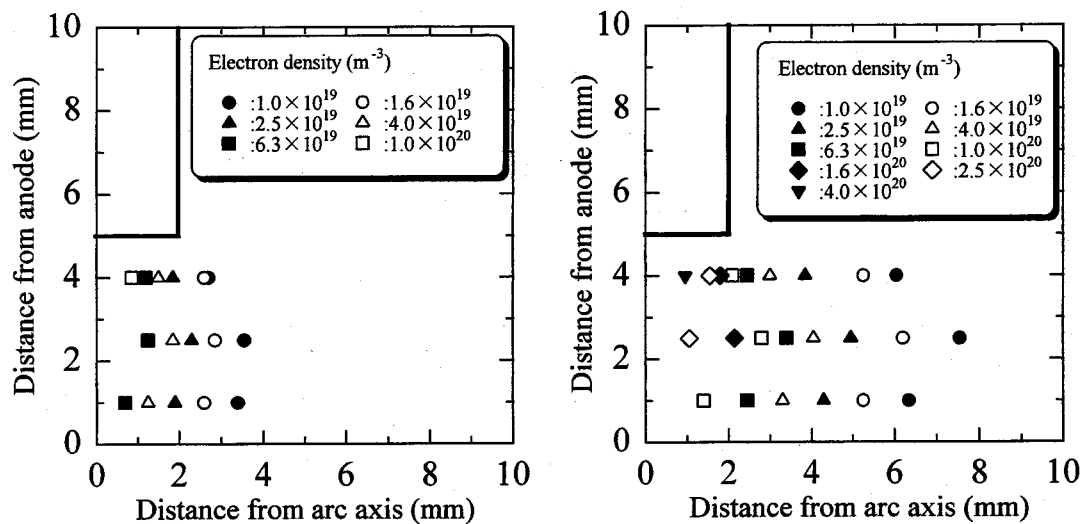 10
8
6
4
2
0
Distance from anode (mm)
Electron density (m⁻³)
●:1.0×10¹⁹ ○:1.6×10¹⁹
▲:2.5×10¹⁹ △:4.0×10¹⁹
■:6.3×10¹⁹ □:1.0×10²⁰
0 2 4 6 8 10
Distance from arc axis (mm)
10
8
6
4
2
0
Distance from anode (mm)
Electron density (m⁻³)
●:1.0×10¹⁹ ○:1.6×10¹⁹
▲:2.5×10¹⁹ △:4.0×10¹⁹
■:6.3×10¹⁹ □:1.0×10²⁰
◆:1.6×10²⁰ ◇:2.5×10²⁰
▼:4.0×10²⁰
0 2 4 6 8 10
Distance from arc axis (mm)